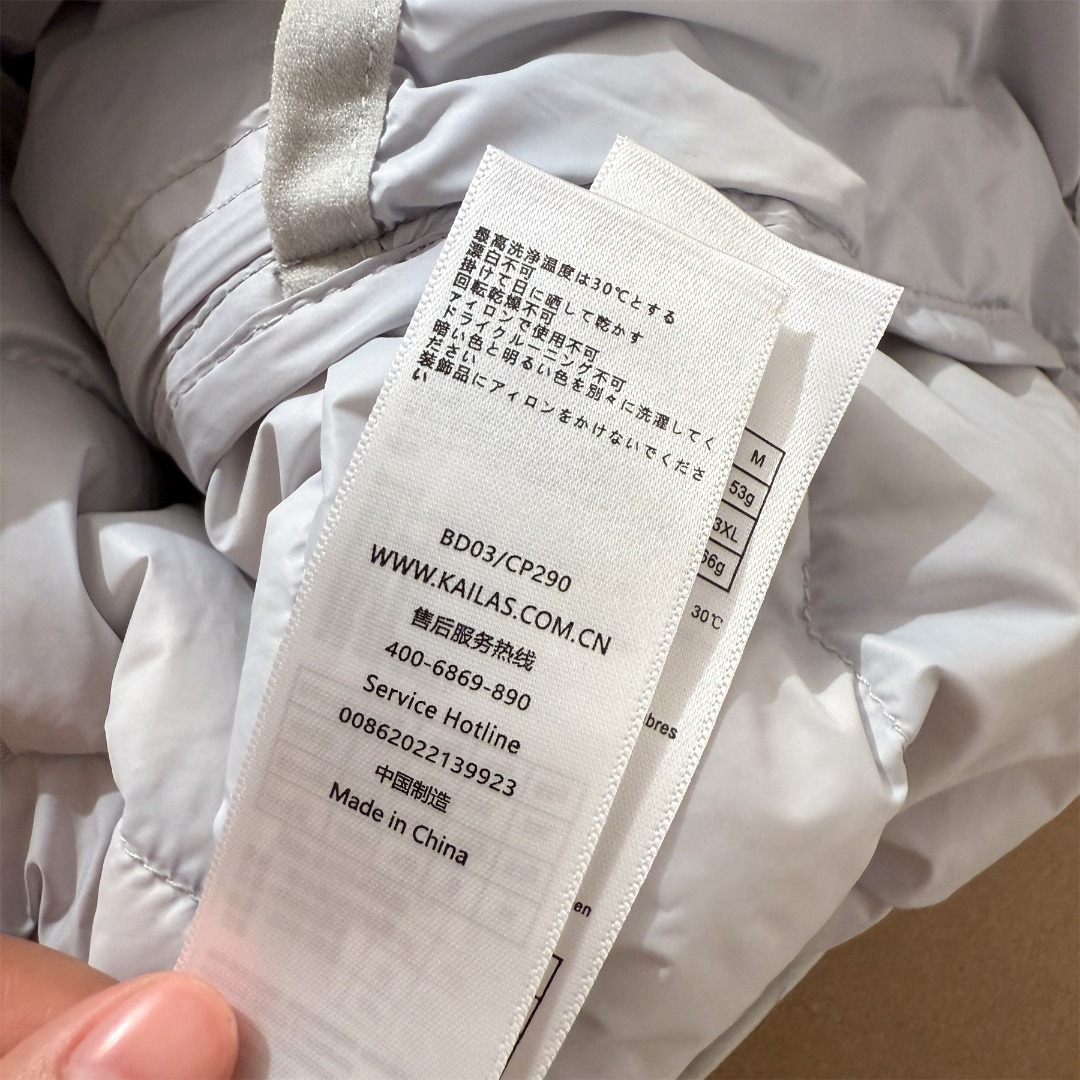 最高洗浄温度は30℃とする
漂白不可
掛けて日に晒して乾かす
回転乾燥不可
アイロンで使用不可
ドライクルーニング不可
暗い色と明るい色を別々に洗濯してく
ださい
装飾品にアイロンをかけないでくださ
い
BD03/CP290
WWW.KAILAS.COM.CN
售后服务热线
400-6869-890
Service Hotline
00862022139923
中国制造
Made in China
M
53g
3XL
66g
30℃
bres
en